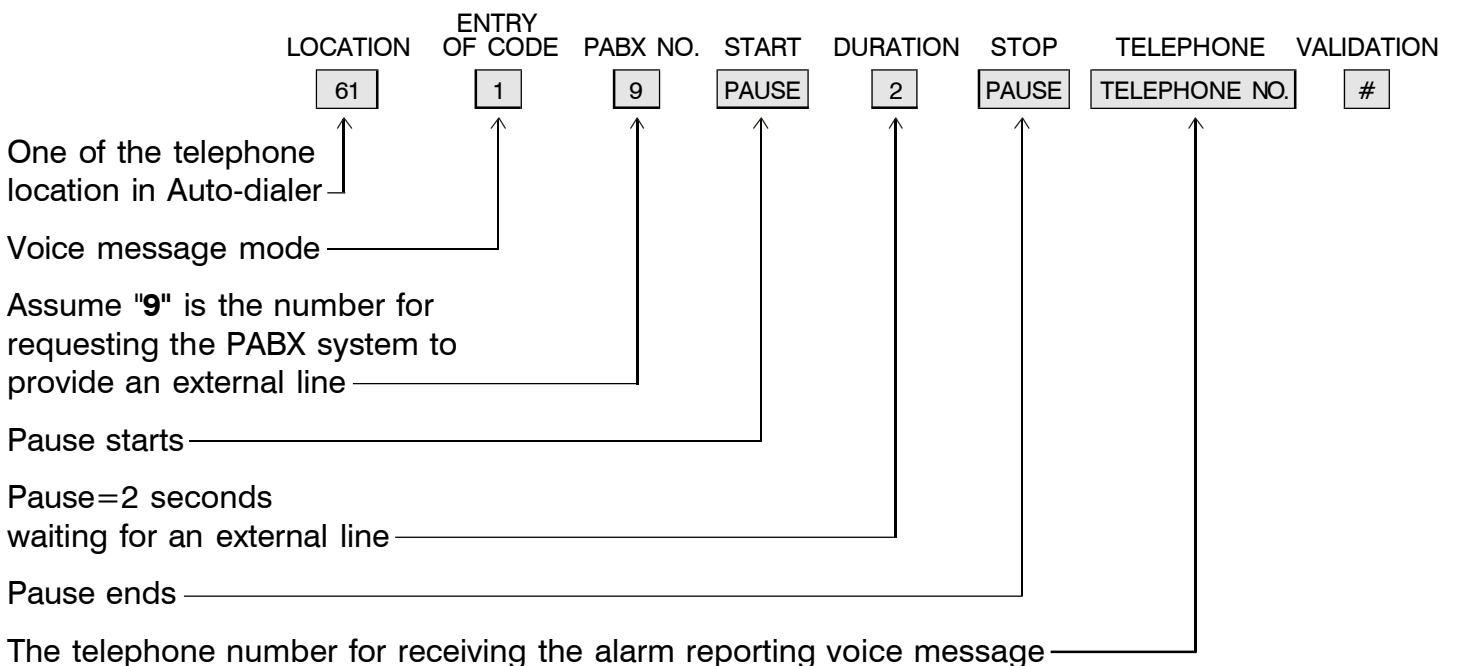 ENTRY
LOCATION OF CODE PABX NO. START DURATION STOP TELEPHONE VALIDATION
61 1 9 PAUSE 2 PAUSE TELEPHONE NO. #
One of the telephone
location in Auto-dialer
Voice message mode
Assume "9" is the number for
requesting the PABX system to
provide an external line
Pause starts
Pause=2 seconds
waiting for an external line
Pause ends
The telephone number for receiving the alarm reporting voice message